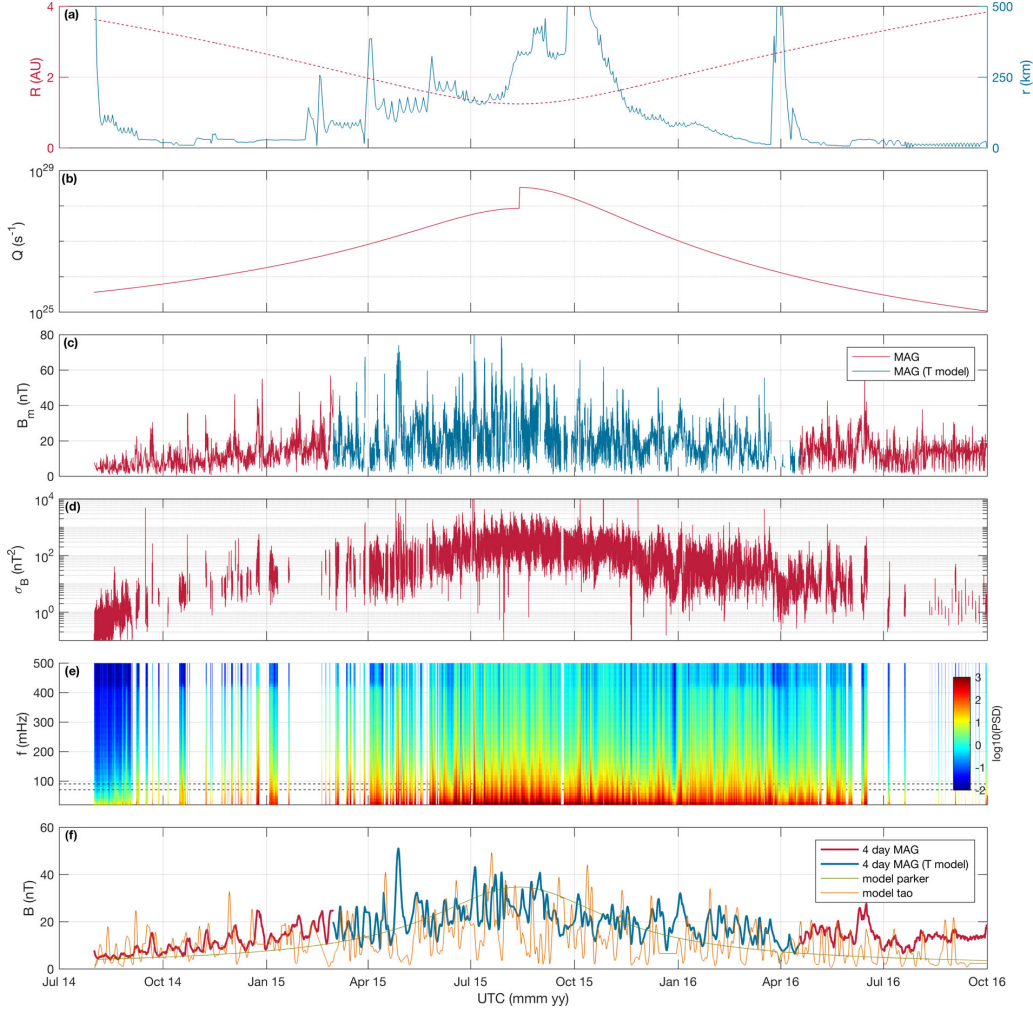 (a)
4
2
0
R (AU)
500
250
0
r (km)
(b)
10^29
10^25
Q (s^-1)
(c)
80
60
40
20
0
B_m (nT)
MAG
MAG (T model)
(d)
10^4
10^2
10^0
σ_B (nT^2)
(e)
500
400
300
200
100
f (mHz)
3
2
1
0
-1
-2
log10(PSD)
(f)
60
40
20
0
B (nT)
4 day MAG
4 day MAG (T model)
model parker
model tao
Jul 14
Oct 14
Jan 15
Apr 15
Jul 15
Oct 15
Jan 16
Apr 16
Jul 16
Oct 16
UTC (mmm yy)